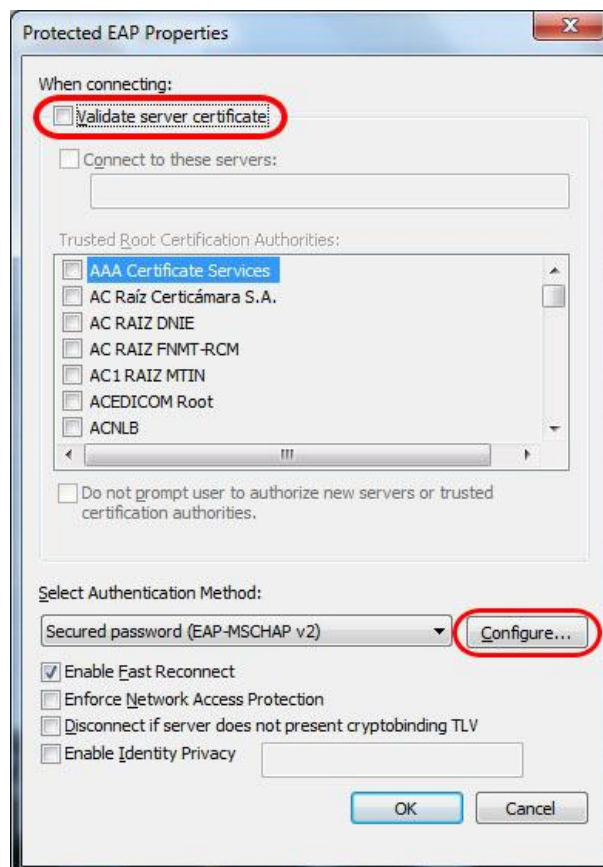 Protected EAP Properties
When connecting:
Validate server certificate
Connect to these servers:
Trusted Root Certification Authorities:
AAA Certificate Services
AC Raíz Certicámara S.A.
AC RAIZ DNIE
AC RAIZ FNMT-RCM
AC1 RAIZ MTIN
ACEDICOM Root
ACNLB
Do not prompt user to authorize new servers or trusted
certification authorities.
Select Authentication Method:
Secured password (EAP-MSCHAP v2)
Configure...
Enable Fast Reconnect
Enforce Network Access Protection
Disconnect if server does not present cryptobinding TLV
Enable Identity Privacy
OK
Cancel